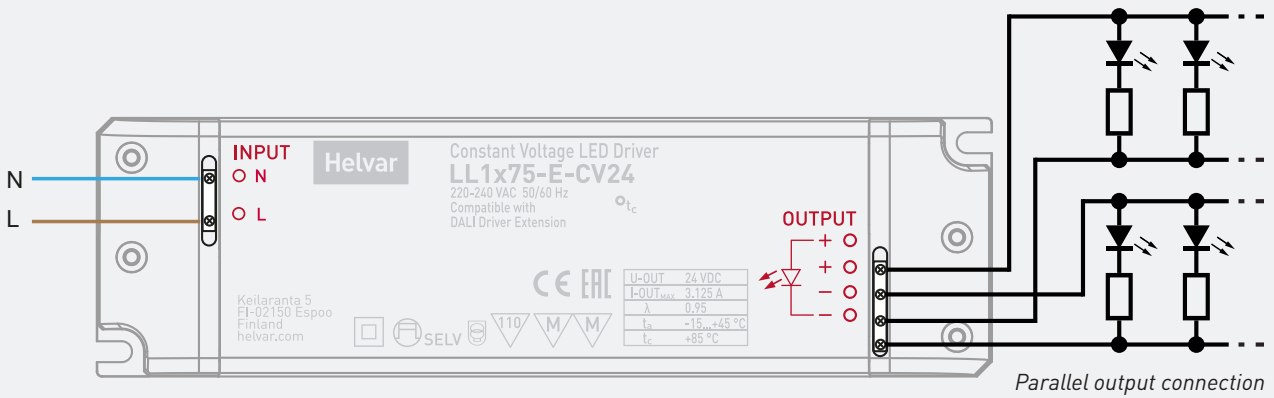 INPUT
N
L
N
L
Helvar
Constant Voltage LED Driver
LL1x75-E-CV24
220-240 VAC 50/60 Hz
Compatible with
DALI Driver Extension
tc
OUTPUT
+
+
−
−
Keilaranta 5
FI-02150 Espoo
Finland
helvar.com
CE EAC
SELV
110
M
M
U-OUT 24 VDC
I-OUTMAX 3.125 A
λ 0.95
ta -15...+45 °C
tc +85 °C
Parallel output connection